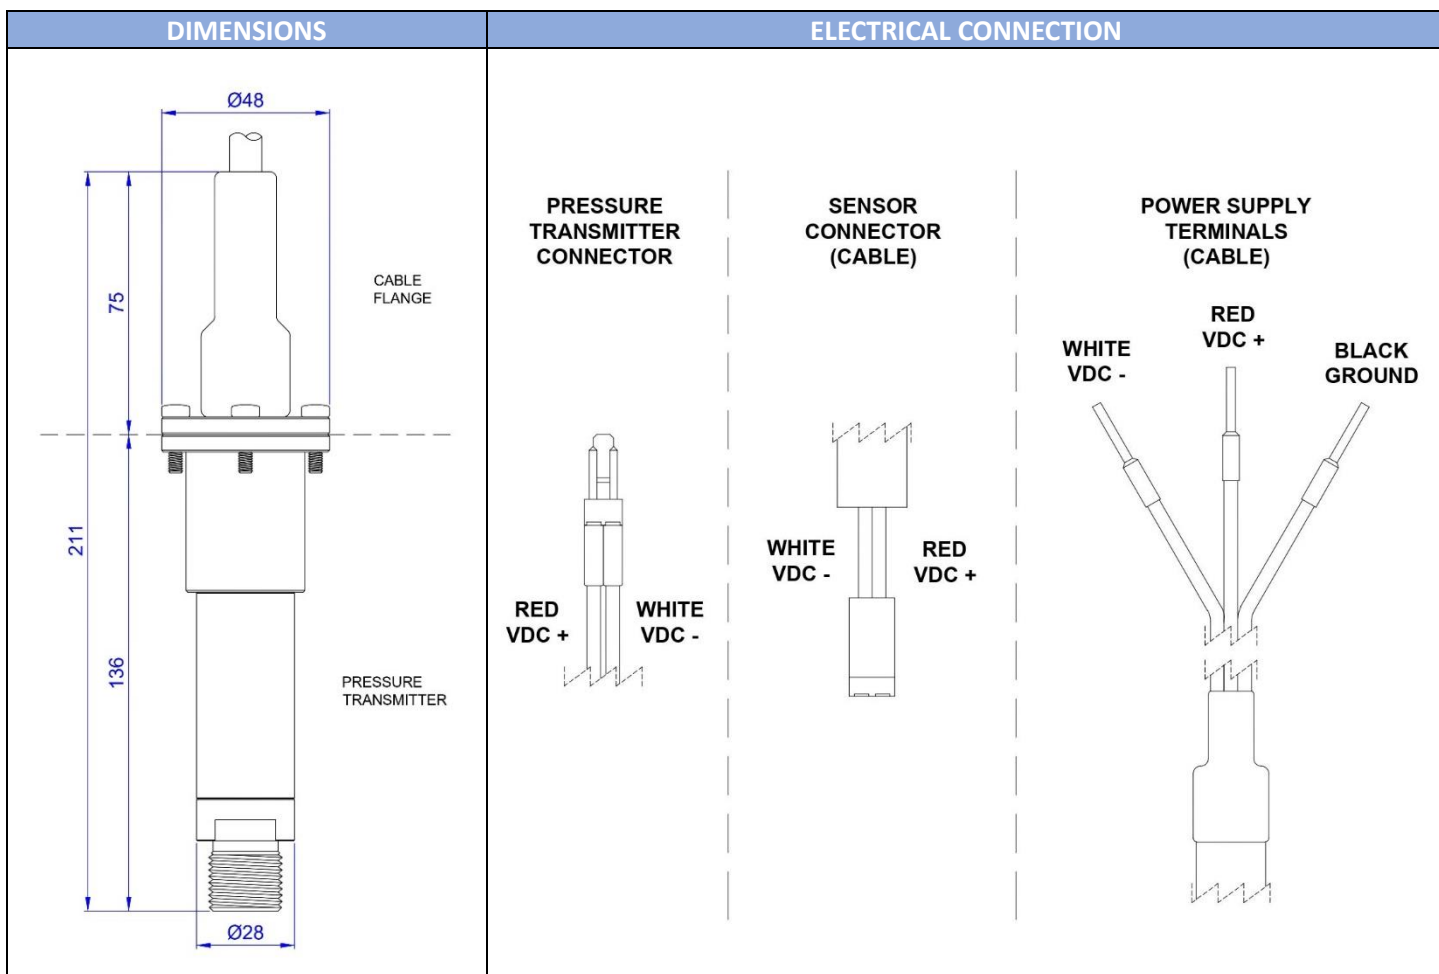 DIMENSIONS
ELECTRICAL CONNECTION
Ø48
75
211
136
Ø28
CABLE
FLANGE
PRESSURE
TRANSMITTER
PRESSURE
TRANSMITTER
CONNECTOR
RED
VDC +
WHITE
VDC -
SENSOR
CONNECTOR
(CABLE)
WHITE
VDC -
RED
VDC +
POWER SUPPLY
TERMINALS
(CABLE)
WHITE
VDC -
RED
VDC +
BLACK
GROUND